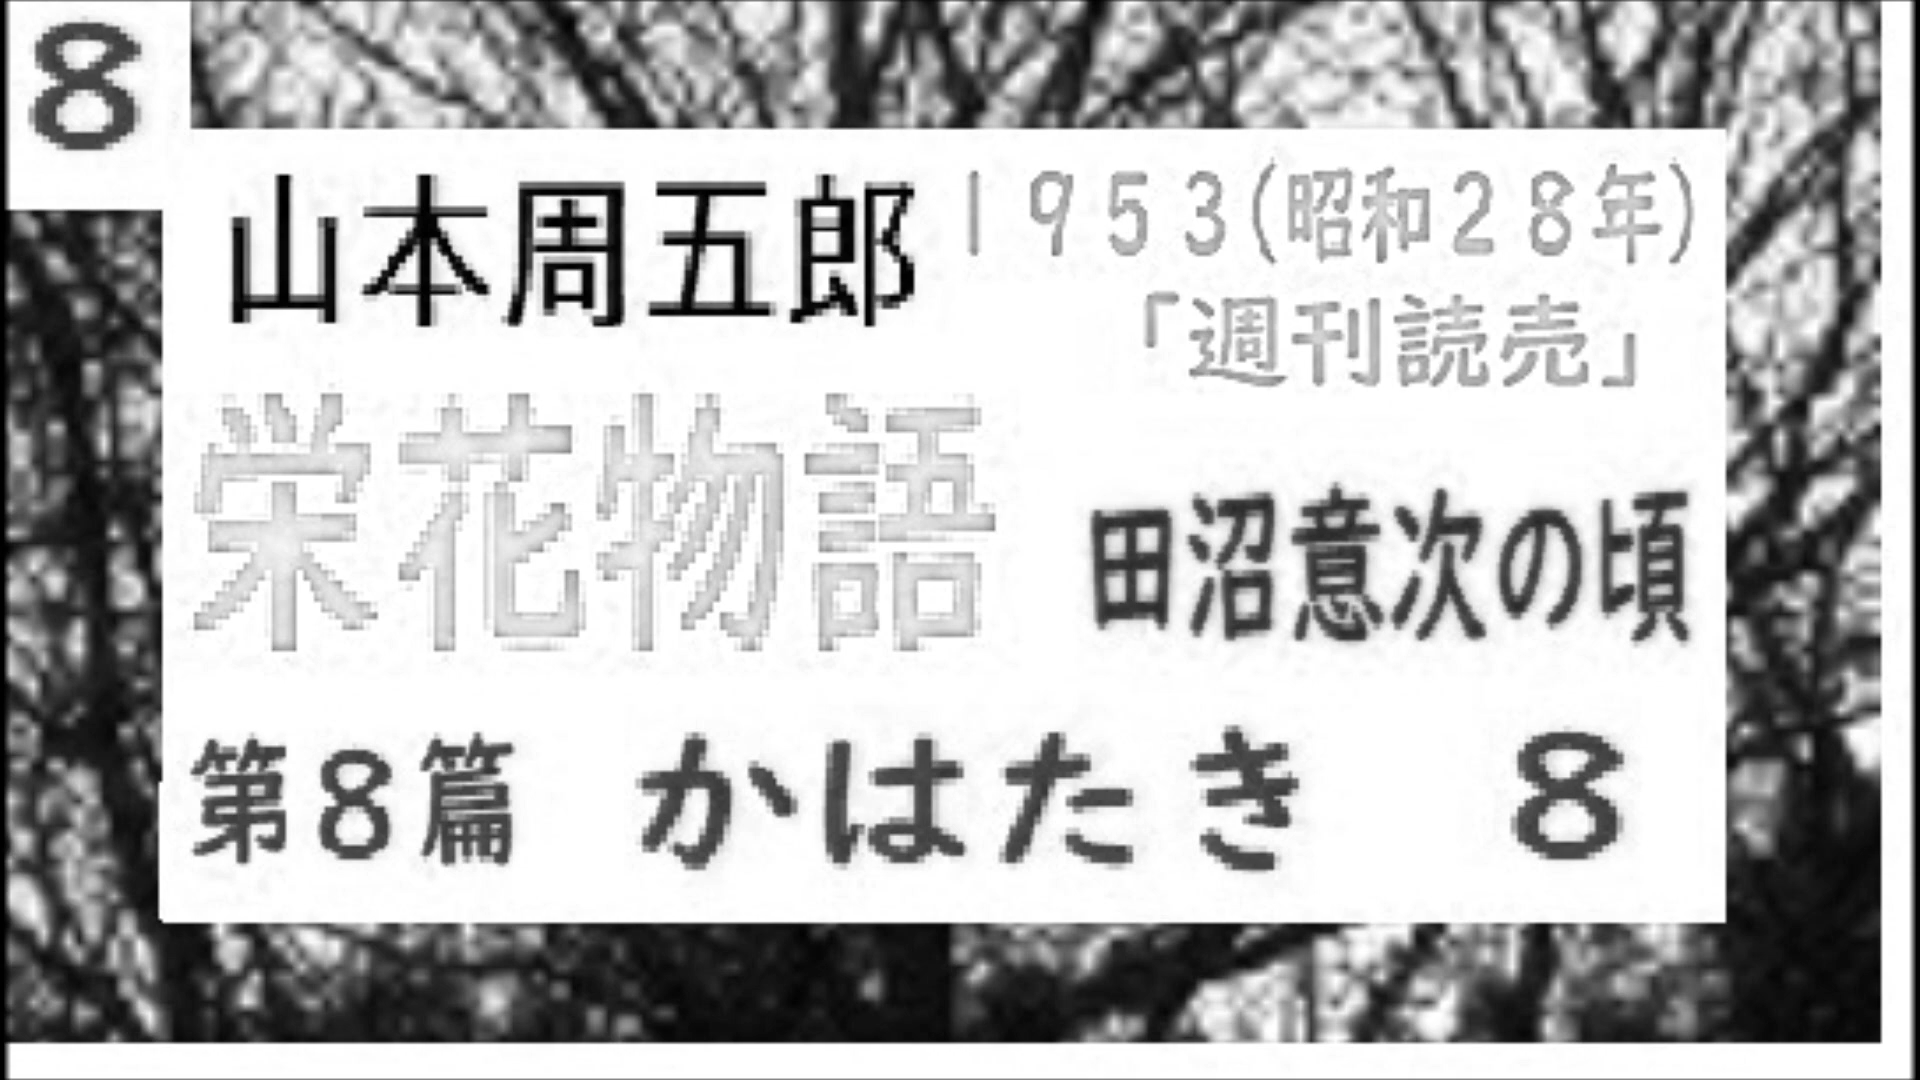 8
山本周五郎
1953(昭和28年)
「週刊読売」
栄花物語
田沼意次の頃
第8篇 かはたき 8